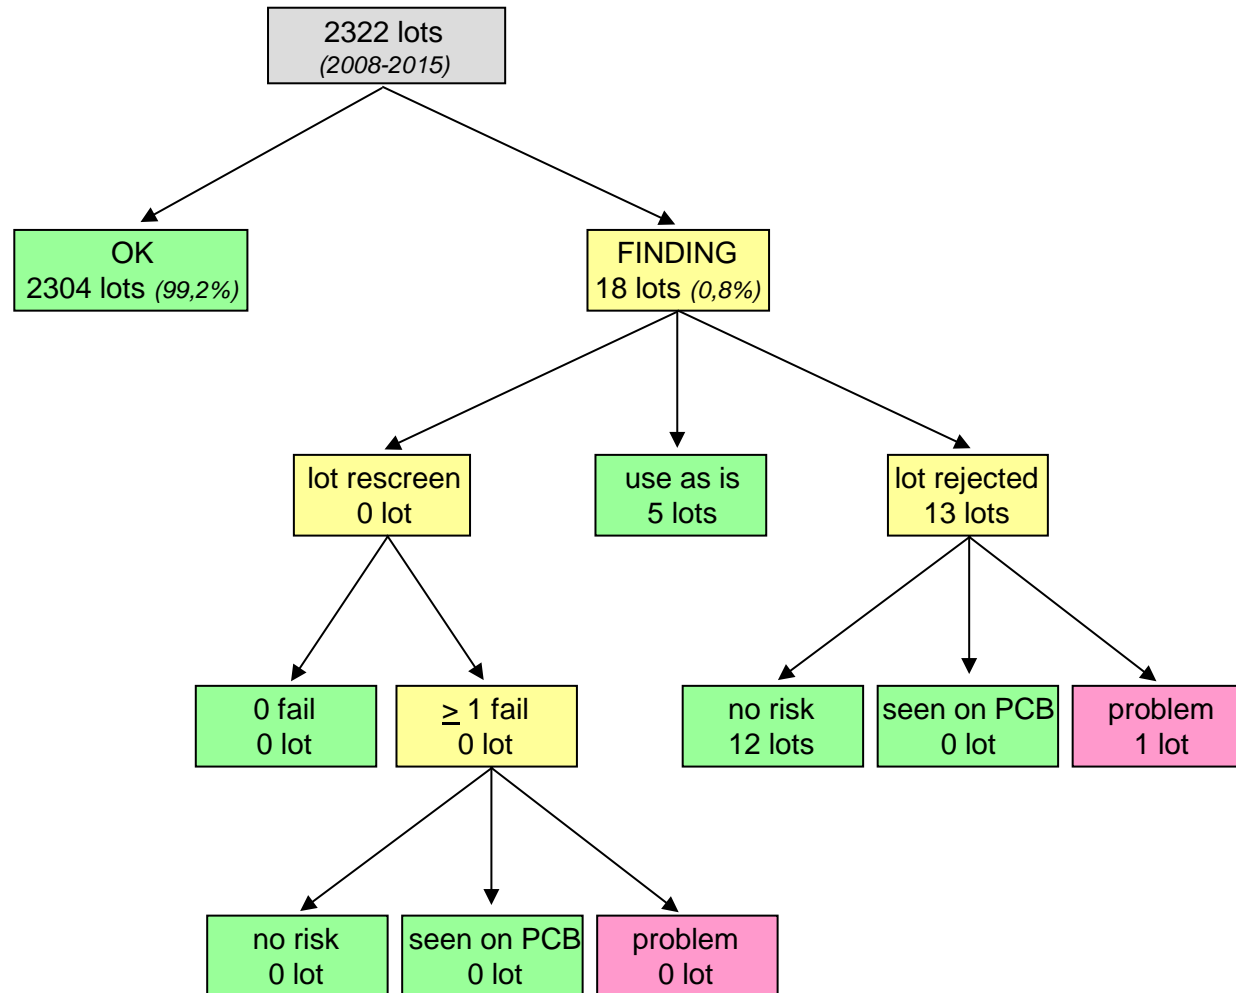 2322 lots
(2008-2015)
OK
2304 lots (99,2%)
FINDING
18 lots (0,8%)
lot rescreen
0 lot
use as is
5 lots
lot rejected
13 lots
0 fail
0 lot
≥ 1 fail
0 lot
no risk
12 lots
seen on PCB
0 lot
problem
1 lot
no risk
0 lot
seen on PCB
0 lot
problem
0 lot